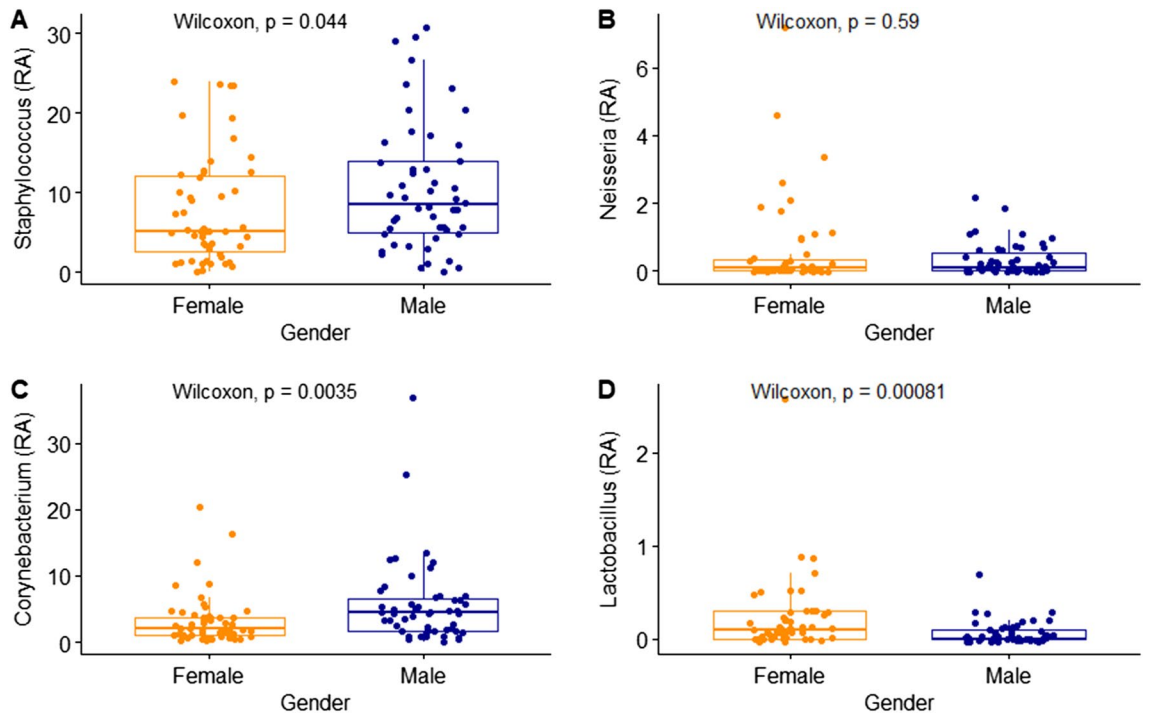 A
Wilcoxon, p = 0.044
Staphylococcus (RA)
30
20
10
0
Female
Male
Gender
B
Wilcoxon, p = 0.59
Neisseria (RA)
6
4
2
0
Female
Male
Gender
C
Wilcoxon, p = 0.0035
Corynebacterium (RA)
30
20
10
0
Female
Male
Gender
D
Wilcoxon, p = 0.00081
Lactobacillus (RA)
2
1
0
Female
Male
Gender